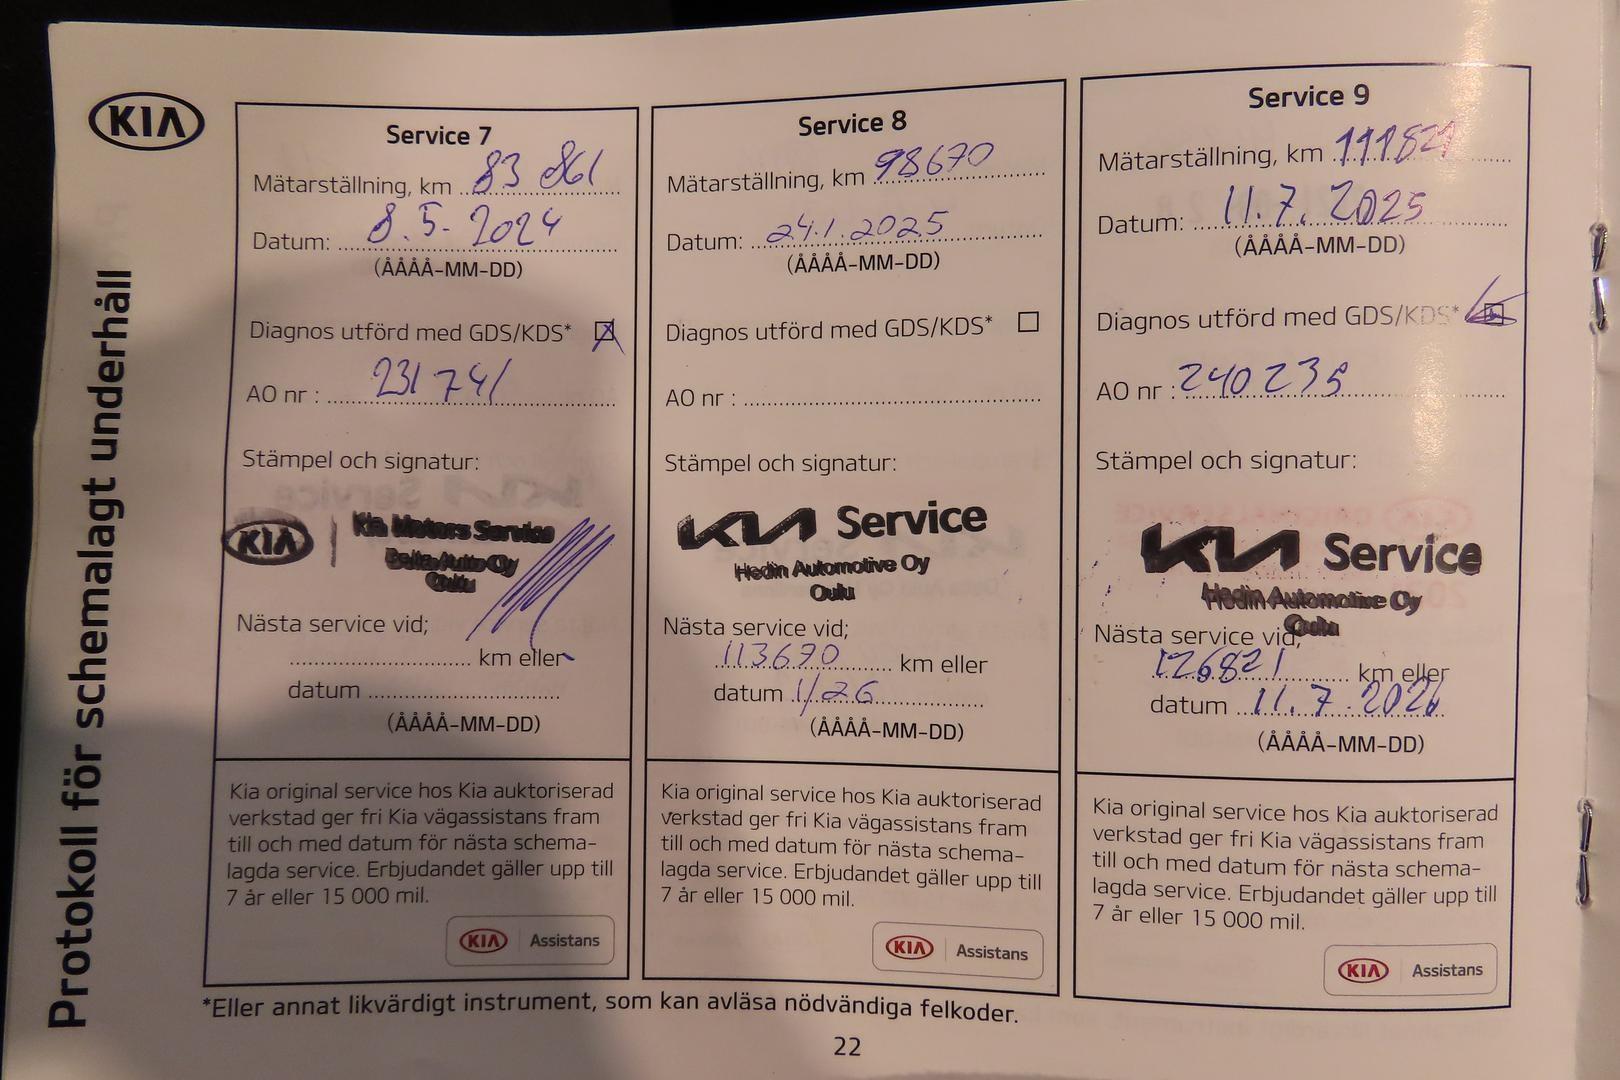 KIA
Protokoll för schemalagt underhåll
Service 7
Mätarställning, km 83 861
Datum: 8.5.2024
(ÅÅÅÅ-MM-DD)
Diagnos utförd med GDS/KDS*
AO nr : 231741
Stämpel och signatur:
KIA Kia Motors Service
Delta Auto Oy
Oulu
Nästa service vid;
km eller
datum
(ÅÅÅÅ-MM-DD)
Kia original service hos Kia auktoriserad
verkstad ger fri Kia vägassistans fram
till och med datum för nästa schema-
lagda service. Erbjudandet gäller upp till
7 år eller 15 000 mil.
KIA Assistans
Service 8
Mätarställning, km 98670
Datum: 24.1.2025
(ÅÅÅÅ-MM-DD)
Diagnos utförd med GDS/KDS*
AO nr :
Stämpel och signatur:
KIA Service
Hedin Automotive Oy
Oulu
Nästa service vid;
113670 km eller
datum 1/26
(ÅÅÅÅ-MM-DD)
Kia original service hos Kia auktoriserad
verkstad ger fri Kia vägassistans fram
till och med datum för nästa schema-
lagda service. Erbjudandet gäller upp till
7 år eller 15 000 mil.
KIA Assistans
Service 9
Mätarställning, km 111821
Datum: 11.7.2025
(ÅÅÅÅ-MM-DD)
Diagnos utförd med GDS/KDS*
AO nr : 240235
Stämpel och signatur:
KIA Service
Hedin Automotive Oy
Oulu
Nästa service vid;
126821 km eller
datum 11.7.2026
(ÅÅÅÅ-MM-DD)
Kia original service hos Kia auktoriserad
verkstad ger fri Kia vägassistans fram
till och med datum för nästa schema-
lagda service. Erbjudandet gäller upp till
7 år eller 15 000 mil.
KIA Assistans
*Eller annat likvärdigt instrument, som kan avläsa nödvändiga felkoder.
22